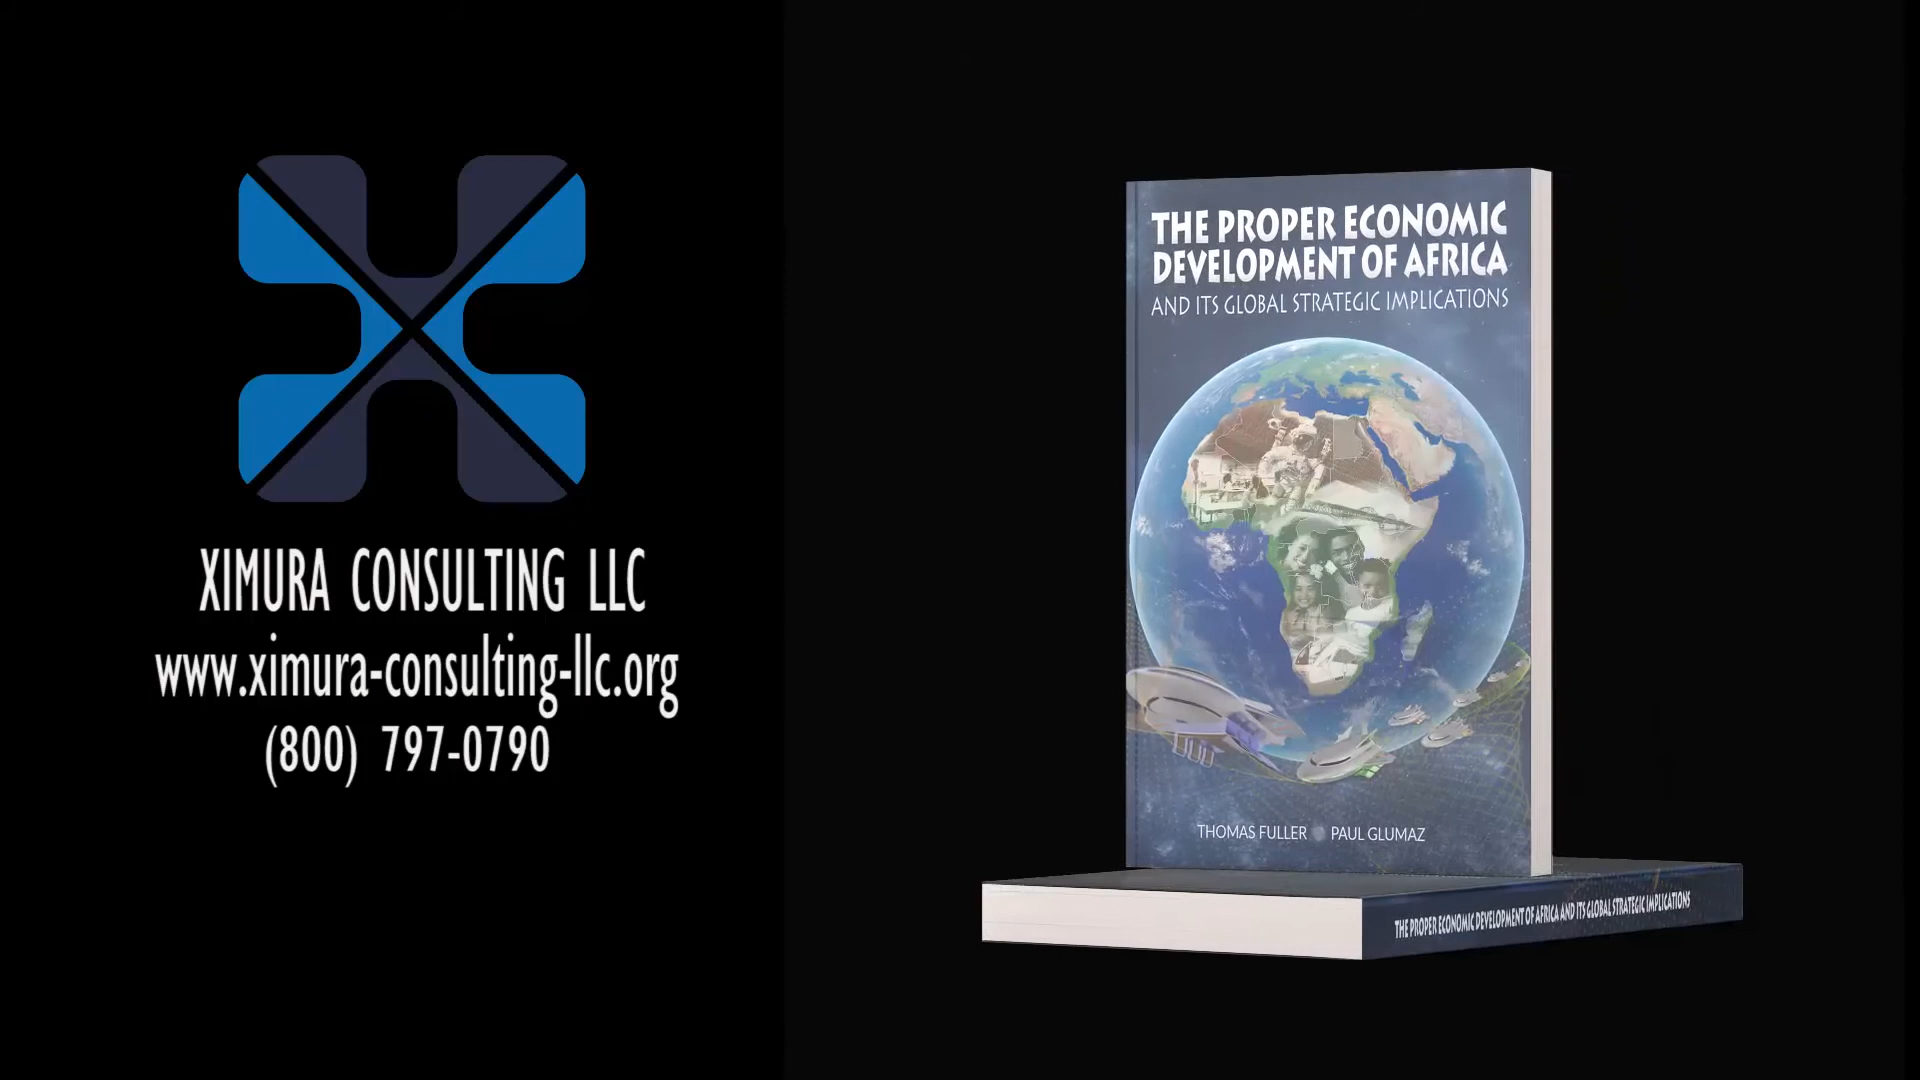 XIMURA CONSULTING LLC
www.ximura-consulting-llc.org
(800) 797-0790
THE PROPER ECONOMIC
DEVELOPMENT OF AFRICA
AND ITS GLOBAL STRATEGIC IMPLICATIONS
THOMAS FULLER PAUL GLUMAZ
THE PROPER ECONOMIC DEVELOPMENT OF AFRICA AND ITS GLOBAL STRATEGIC IMPLICATIONS